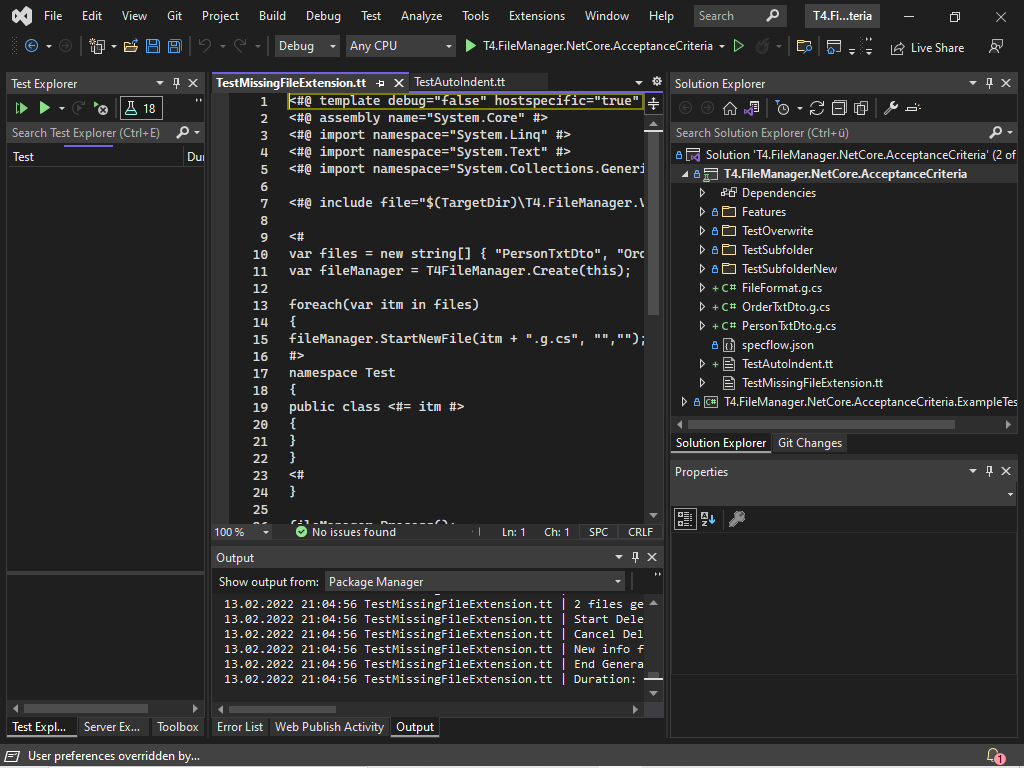 File Edit View Git Project Build Debug Test Analyze Tools Extensions Window Help Search T4.Fi...teria
Debug Any CPU T4.FileManager.NetCore.AcceptanceCriteria Live Share
Test Explorer
18
Search Test Explorer (Ctrl+E)
Test Du
TestMissingFileExtension.tt TestAutoIndent.tt
1 <#@ template debug="false" hostspecific="true"
2 <#@ assembly name="System.Core" #>
3 <#@ import namespace="System.Linq" #>
4 <#@ import namespace="System.Text" #>
5 <#@ import namespace="System.Collections.Generi
6
7 <#@ include file="$(TargetDir)\T4.FileManager.V
8
9 <#
10 var files = new string[] { "PersonTxtDto", "Ord
11 var fileManager = T4FileManager.Create(this);
12
13 foreach(var itm in files)
14 {
15 fileManager.StartNewFile(itm + ".g.cs", "","");
16 #>
17 namespace Test
18 {
19 public class <#= itm #>
20 {
21 }
22 }
23 <#
24 }
25
26 fileManager.Process();
100 % No issues found Ln: 1 Ch: 1 SPC CRLF
Output
Show output from: Package Manager
13.02.2022 21:04:56 TestMissingFileExtension.tt | 2 files ge
13.02.2022 21:04:56 TestMissingFileExtension.tt | Start Dele
13.02.2022 21:04:56 TestMissingFileExtension.tt | Cancel Del
13.02.2022 21:04:56 TestMissingFileExtension.tt | New info f
13.02.2022 21:04:56 TestMissingFileExtension.tt | End Genera
13.02.2022 21:04:56 TestMissingFileExtension.tt | Duration:
Solution Explorer
Search Solution Explorer (Ctrl+ü)
Solution 'T4.FileManager.NetCore.AcceptanceCriteria' (2 of
T4.FileManager.NetCore.AcceptanceCriteria
Dependencies
Features
TestOverwrite
TestSubfolder
TestSubfolderNew
C# FileFormat.g.cs
C# OrderTxtDto.g.cs
C# PersonTxtDto.g.cs
specflow.json
TestAutoIndent.tt
TestMissingFileExtension.tt
C# T4.FileManager.NetCore.AcceptanceCriteria.ExampleTes
Solution Explorer Git Changes
Properties
Test Expl... Server Ex... Toolbox Error List Web Publish Activity Output
User preferences overridden by... 1